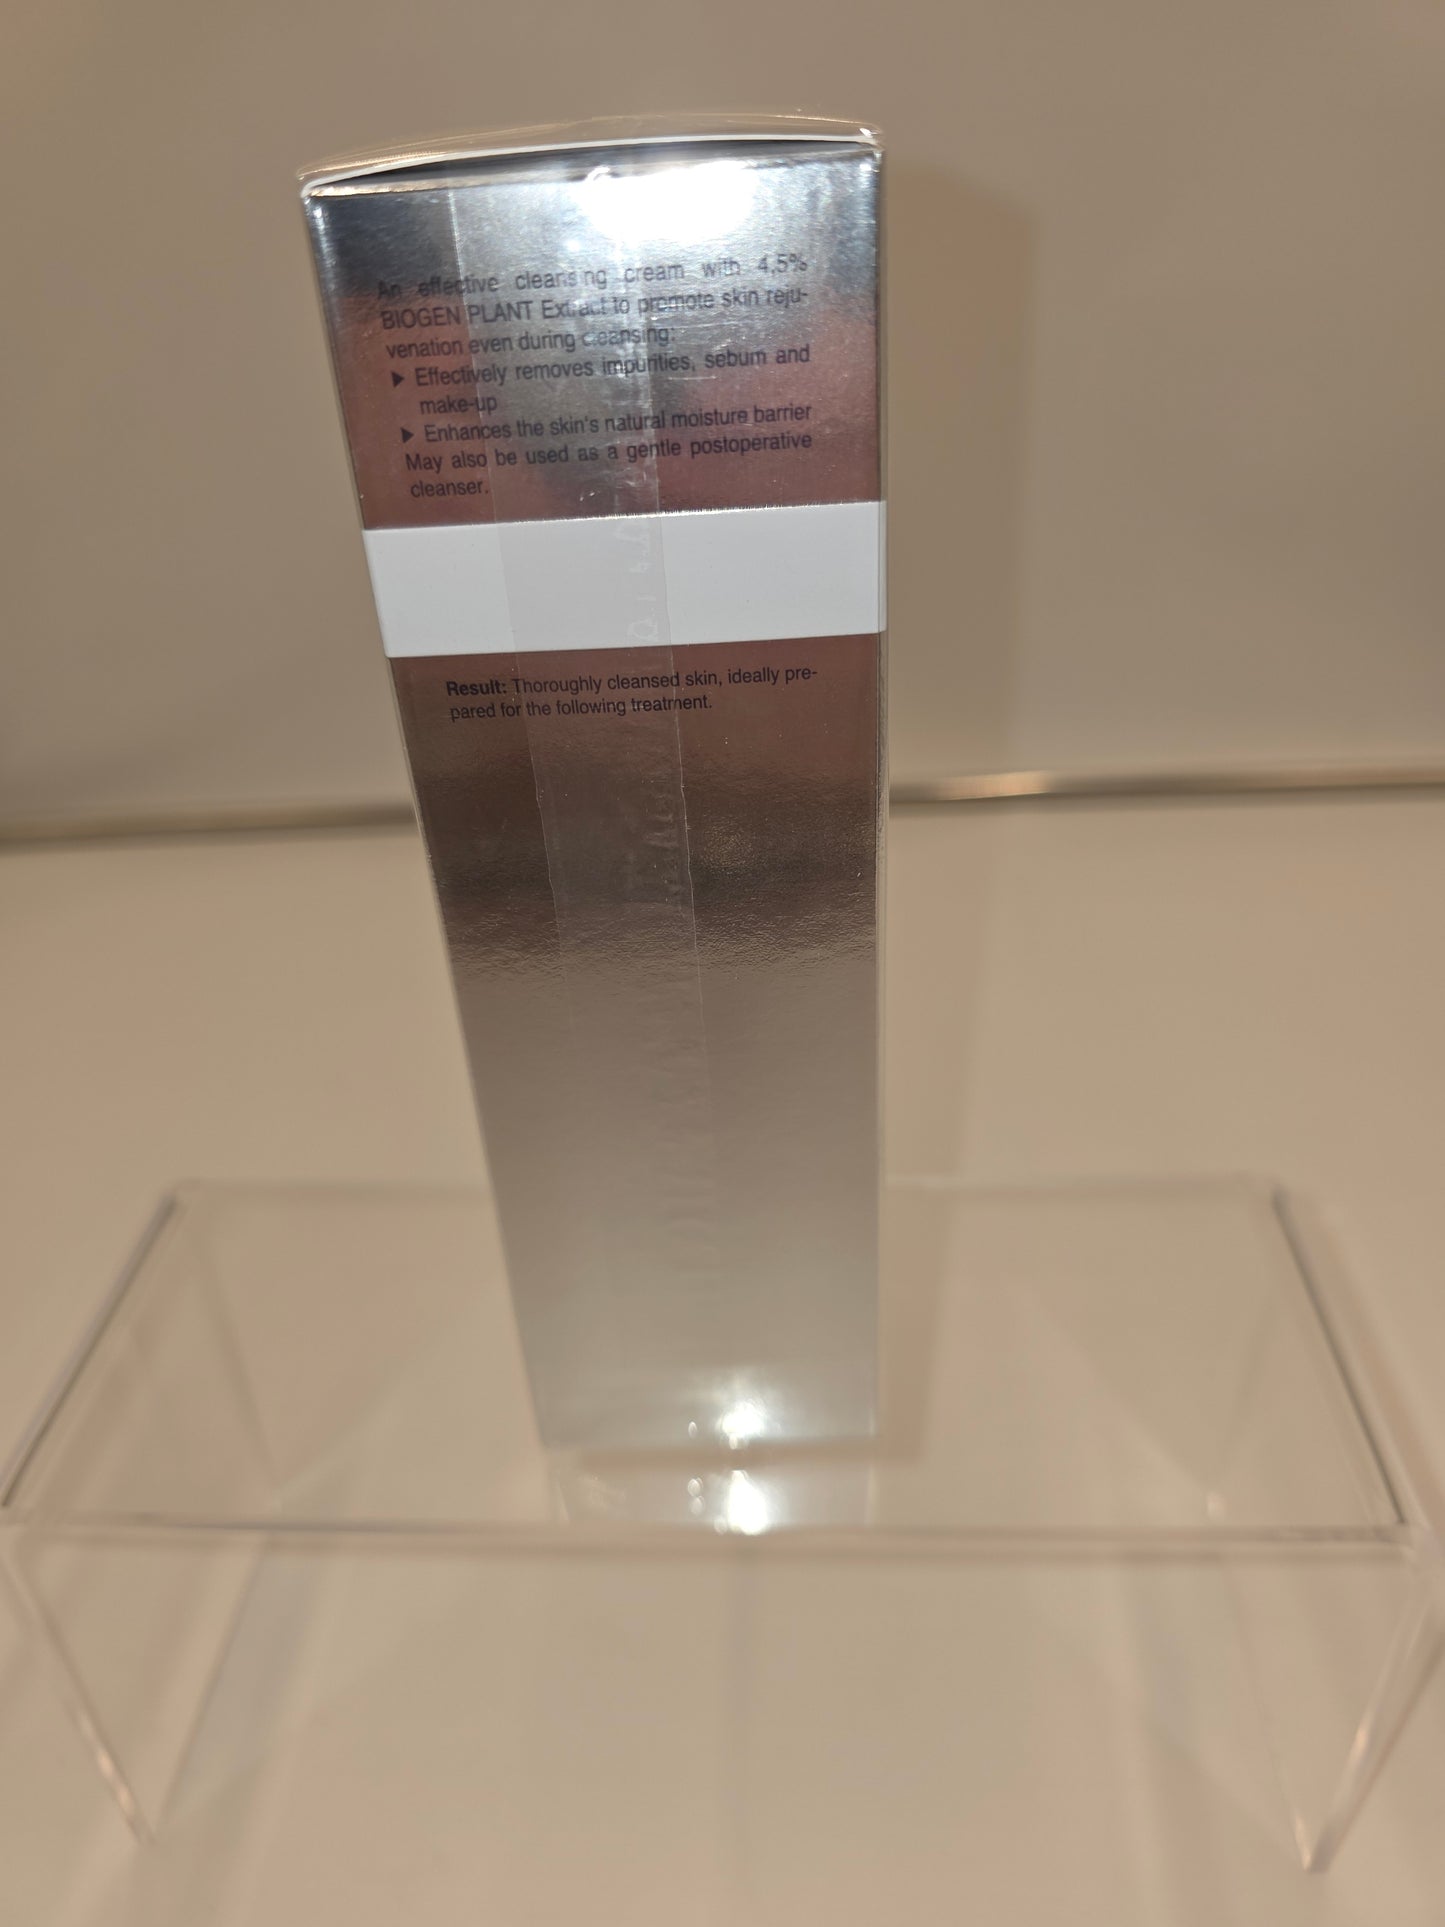 An effective cleansing cream with 4,5%
BIOGEN PLANT Extract to promote skin reju-
venation even during cleansing:
▶ Effectively removes impurities, sebum and
make-up
▶ Enhances the skin's natural moisture barrier
May also be used as a gentle postoperative
cleanser.
Result: Thoroughly cleansed skin, ideally pre-
pared for the following treatment.